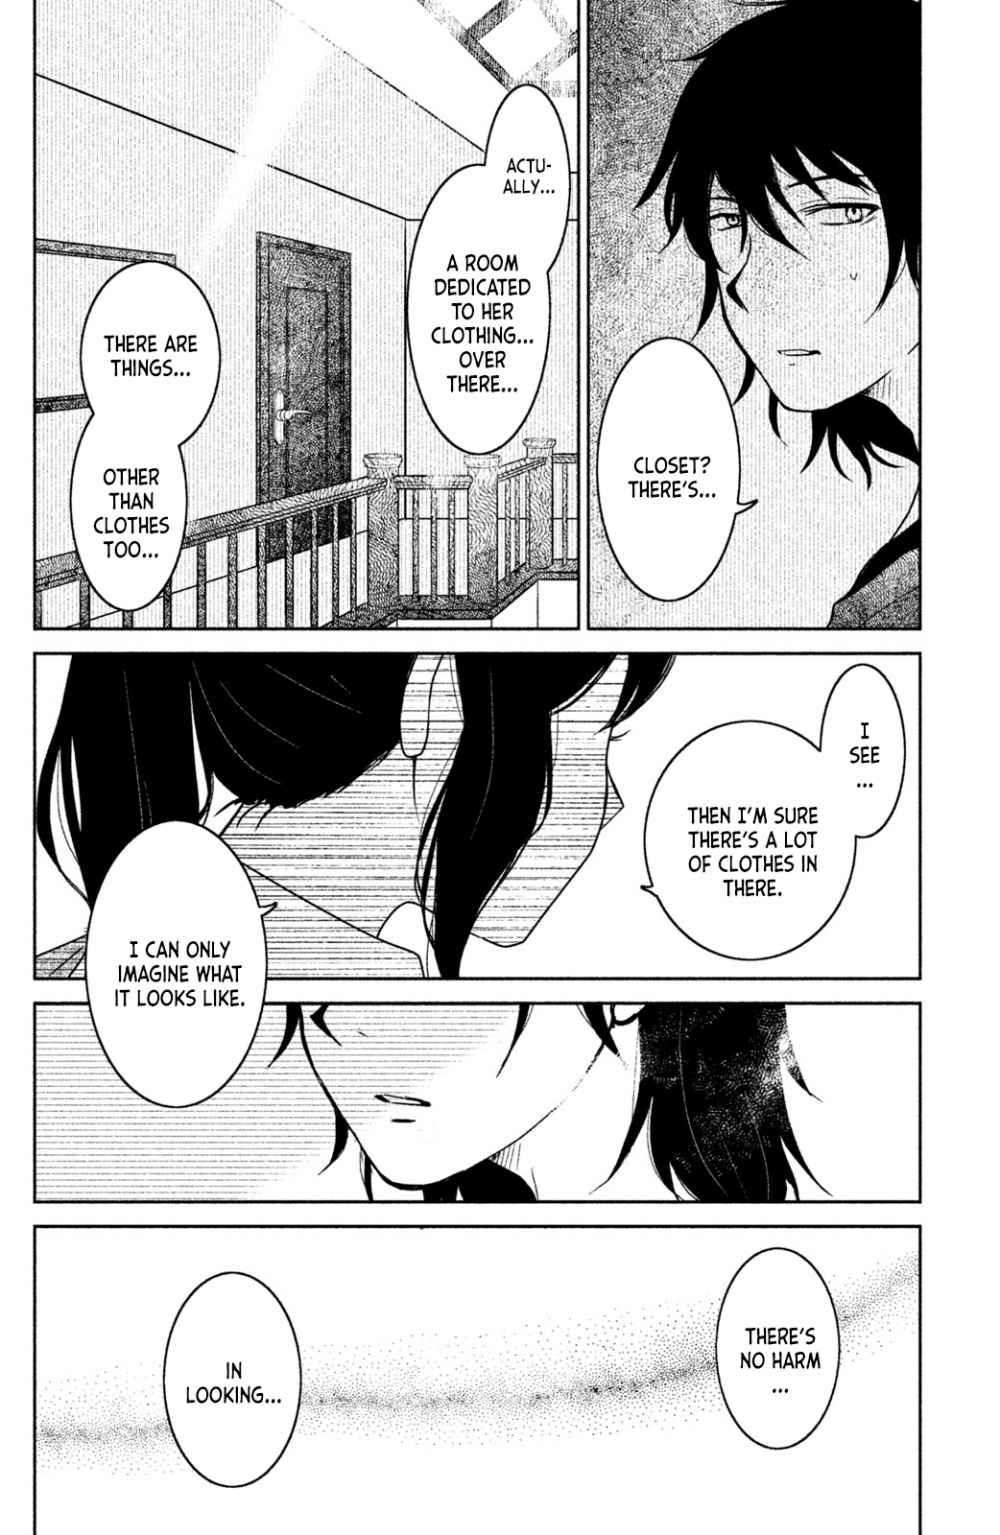 CLOSET?
THERE'S...
ACTU-
ALLY...
A ROOM
DEDICATED
TO HER
CLOTHING...
OVER
THERE...
THERE ARE
THINGS...
OTHER
THAN
CLOTHES
TOO...
I
SEE
...
THEN I'M SURE
THERE'S A LOT
OF CLOTHES IN
THERE.
I CAN ONLY
IMAGINE WHAT
IT LOOKS LIKE.
THERE'S
NO HARM
...
IN
LOOKING...